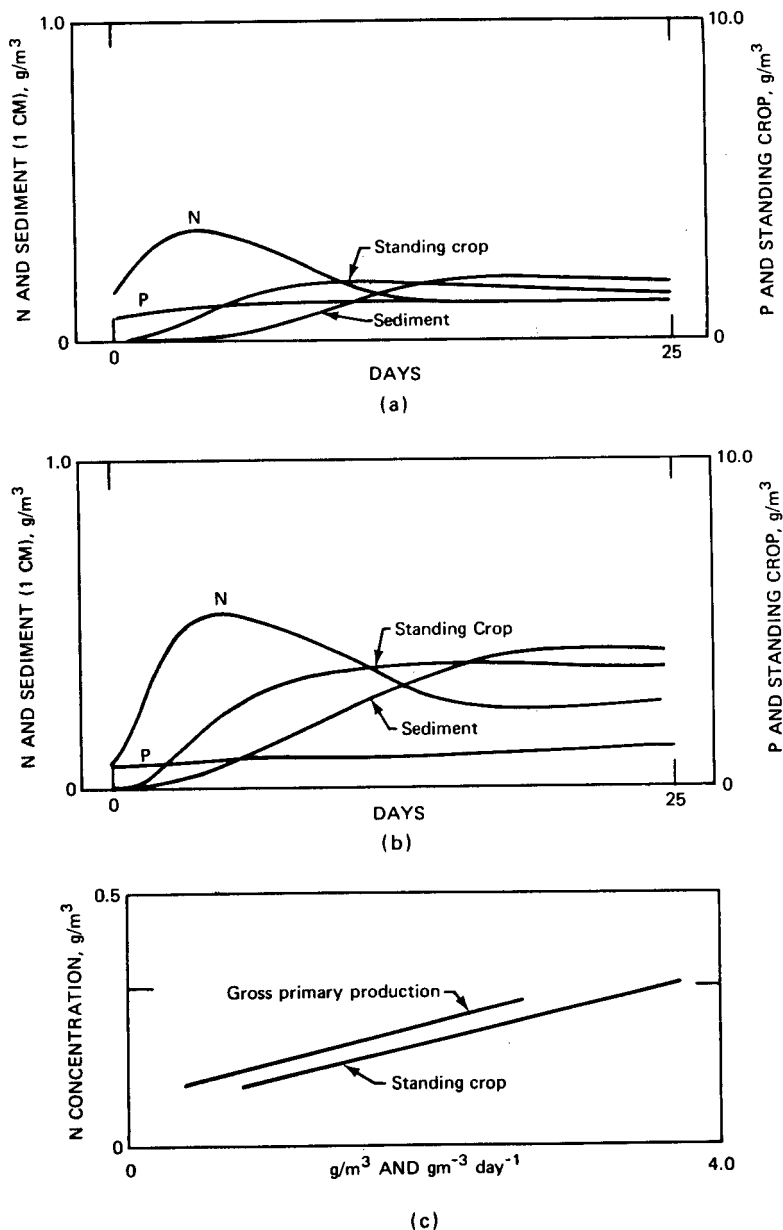 1.0
10.0
N AND SEDIMENT (1 CM), g/m³
P AND STANDING CROP, g/m³
N
Standing crop
P
Sediment
0
0
0
25
DAYS
(a)
1.0
10.0
N AND SEDIMENT (1 CM), g/m³
P AND STANDING CROP, g/m³
N
Standing Crop
Sediment
P
0
0
0
25
DAYS
(b)
0.5
N CONCENTRATION, g/m³
Gross primary production
Standing crop
0
0
g/m³ AND gm⁻³ day⁻¹
4.0
(c)